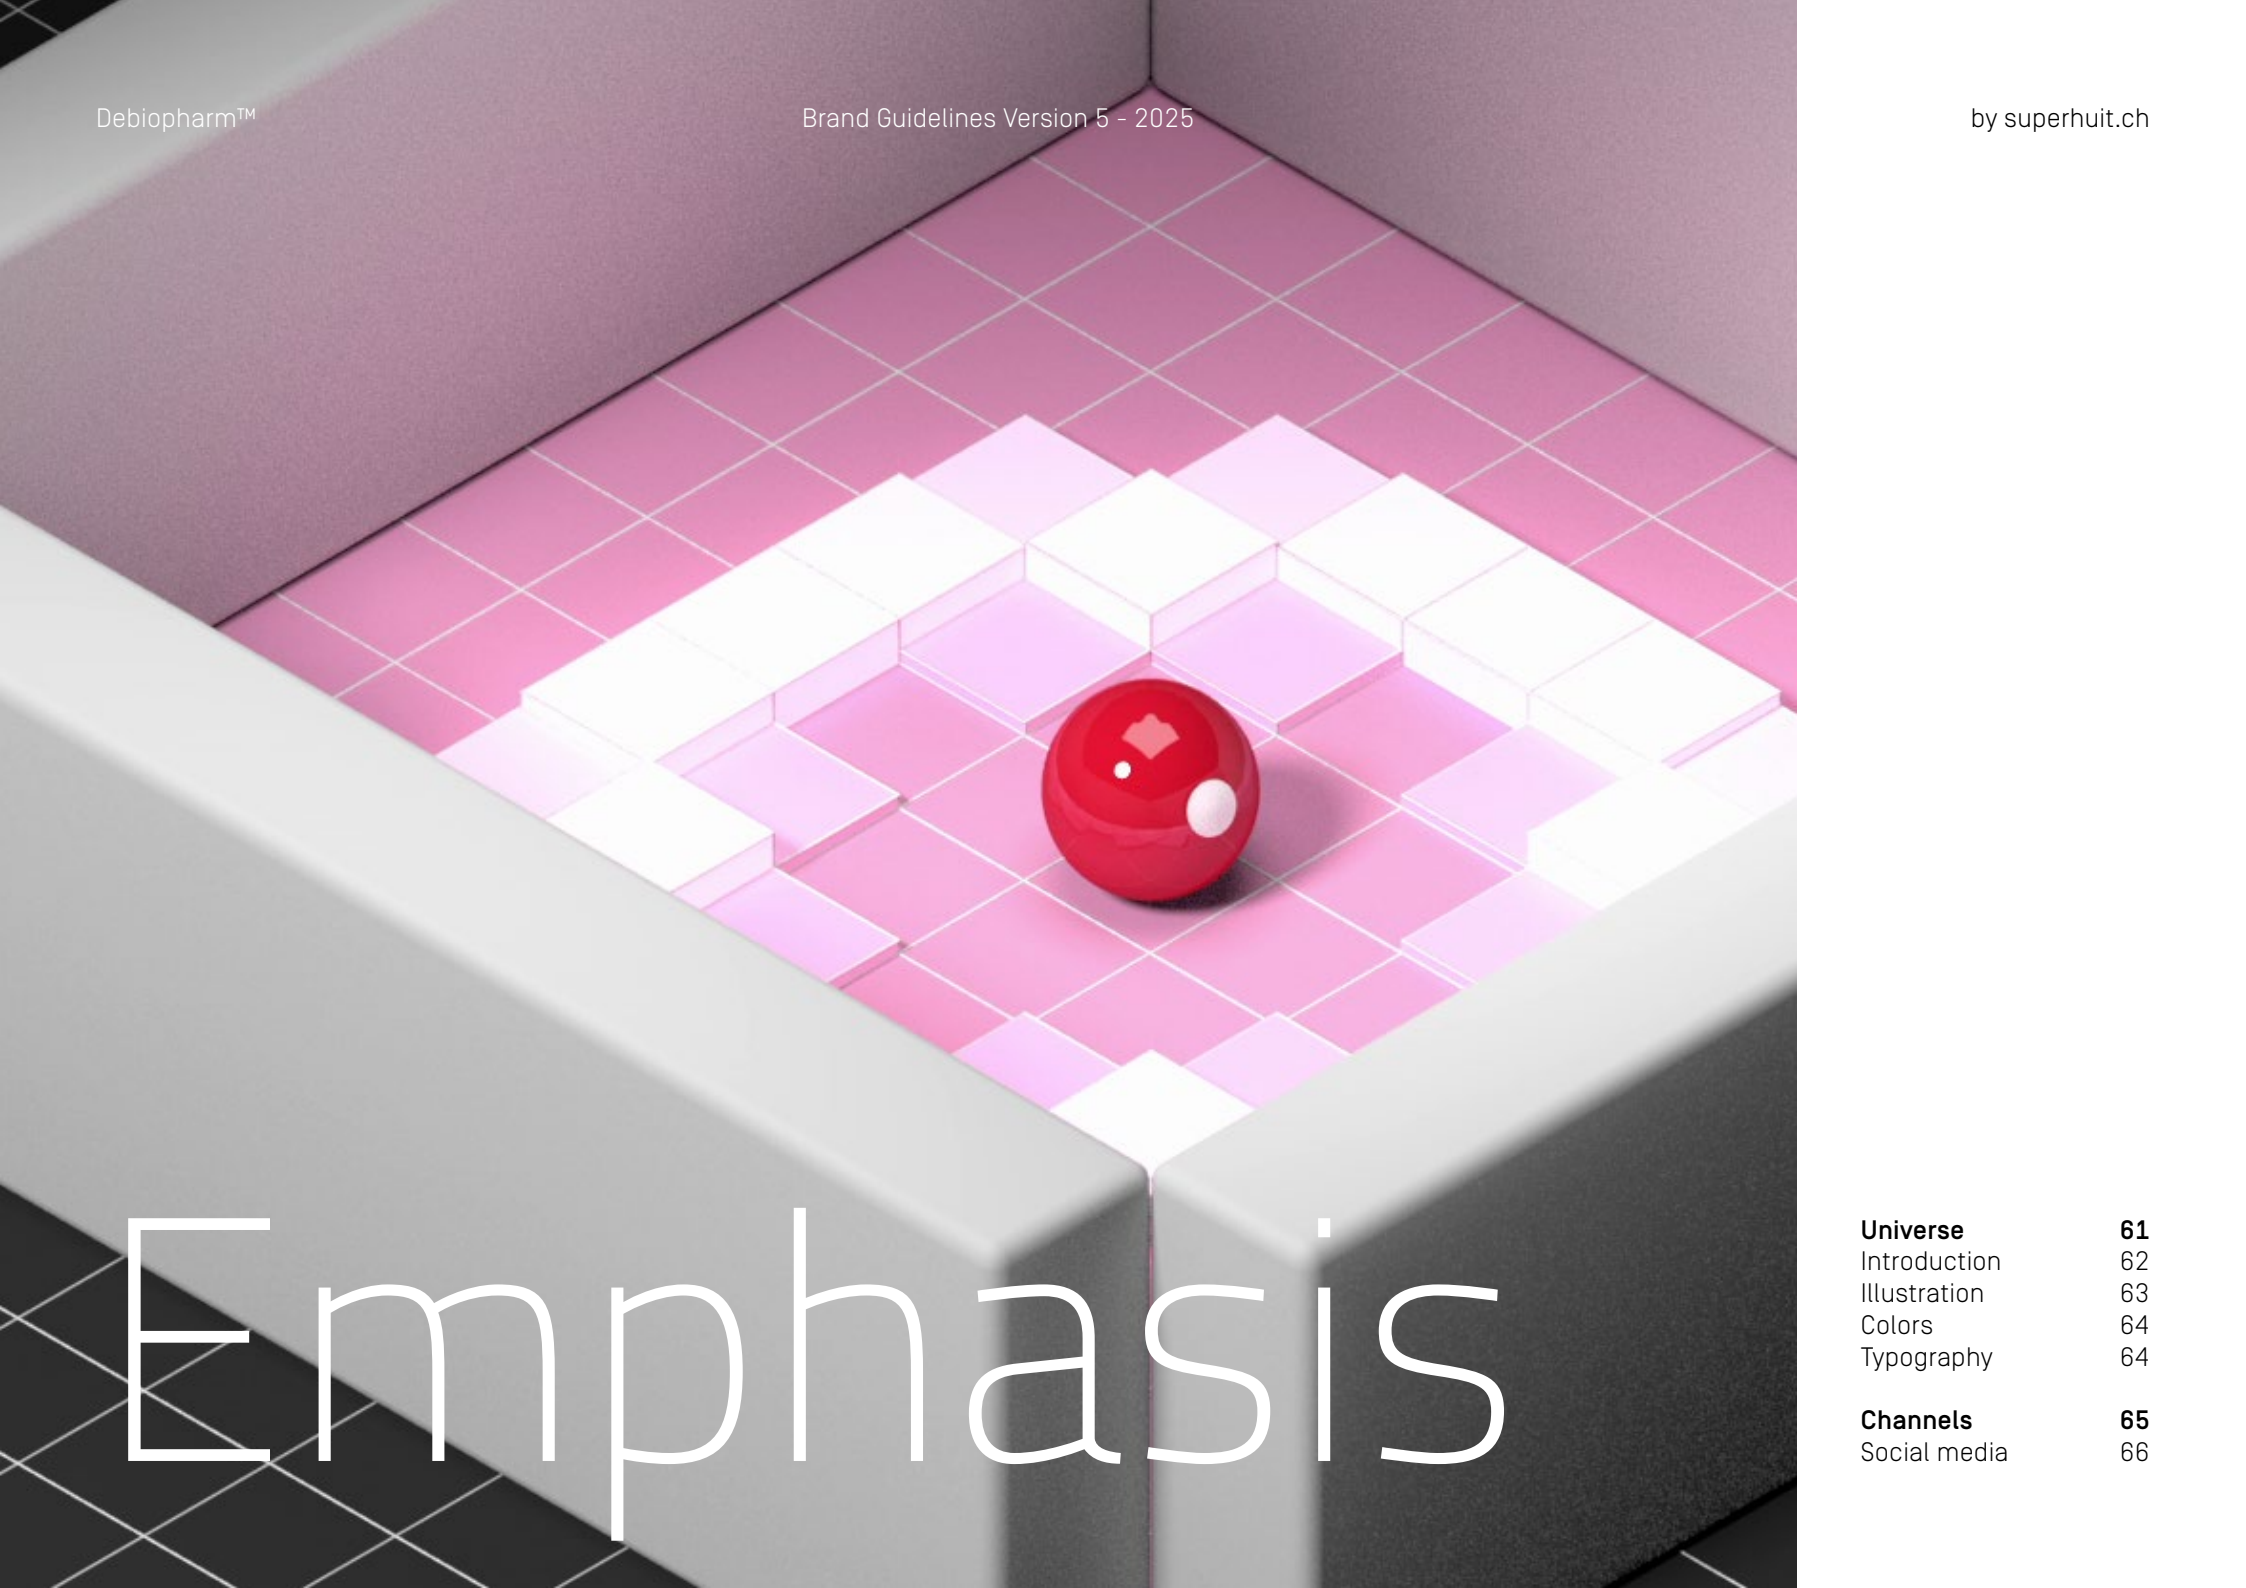 Debiopharm™
Brand Guidelines Version 5 - 2025
by superhuit.ch
Emphasis
Universe 61
Introduction 62
Illustration 63
Colors 64
Typography 64
Channels 65
Social media 66